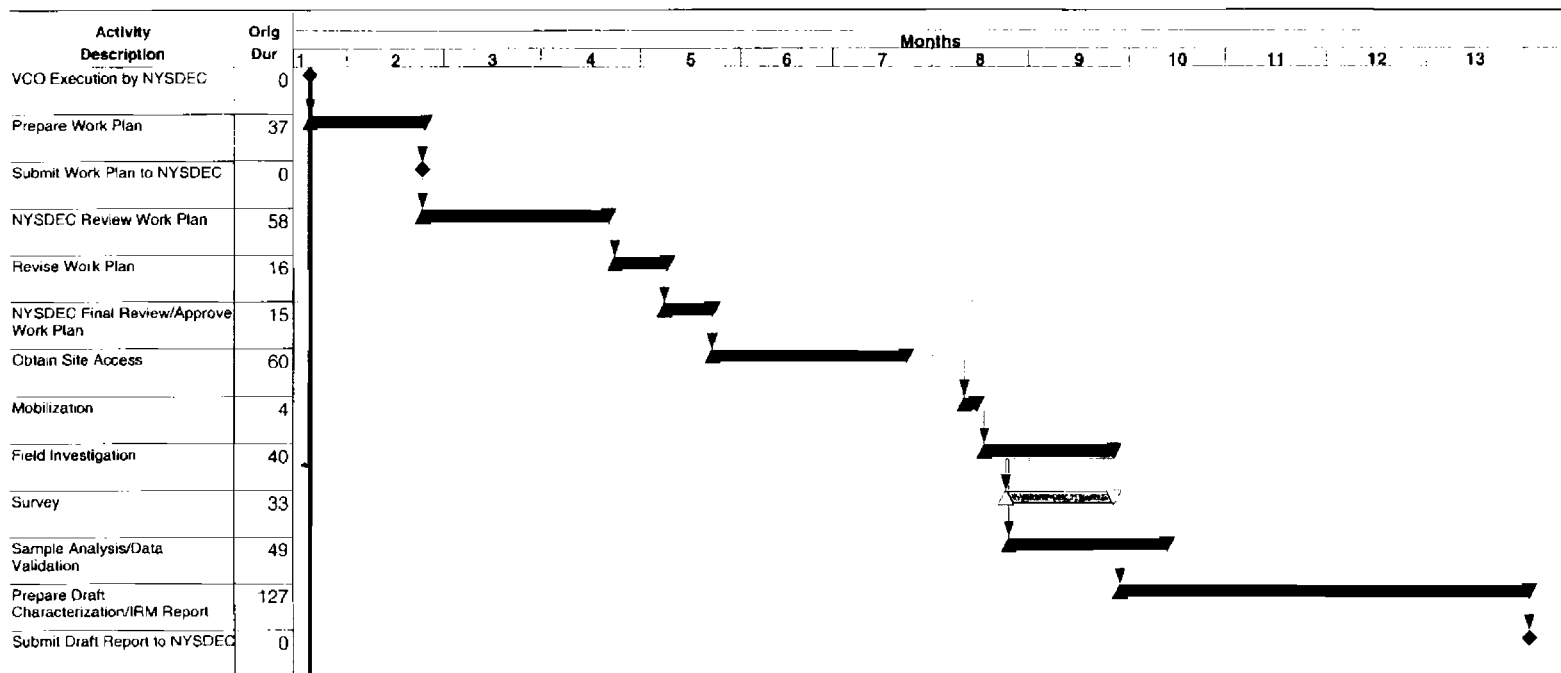 Activity Orig
Months
Description Dur
1 2 3 4 5 6 7 8 9 10 11 12 13
VCO Execution by NYSDEC 0
Prepare Work Plan 37
Submit Work Plan to NYSDEC 0
NYSDEC Review Work Plan 58
Revise Work Plan 16
NYSDEC Final Review/Approve 15
Work Plan
Obtain Site Access 60
Mobilization 4
Field Investigation 40
Survey 33
Sample Analysis/Data 49
Validation
Prepare Draft 127
Characterization/IRM Report
Submit Draft Report to NYSDEC 0